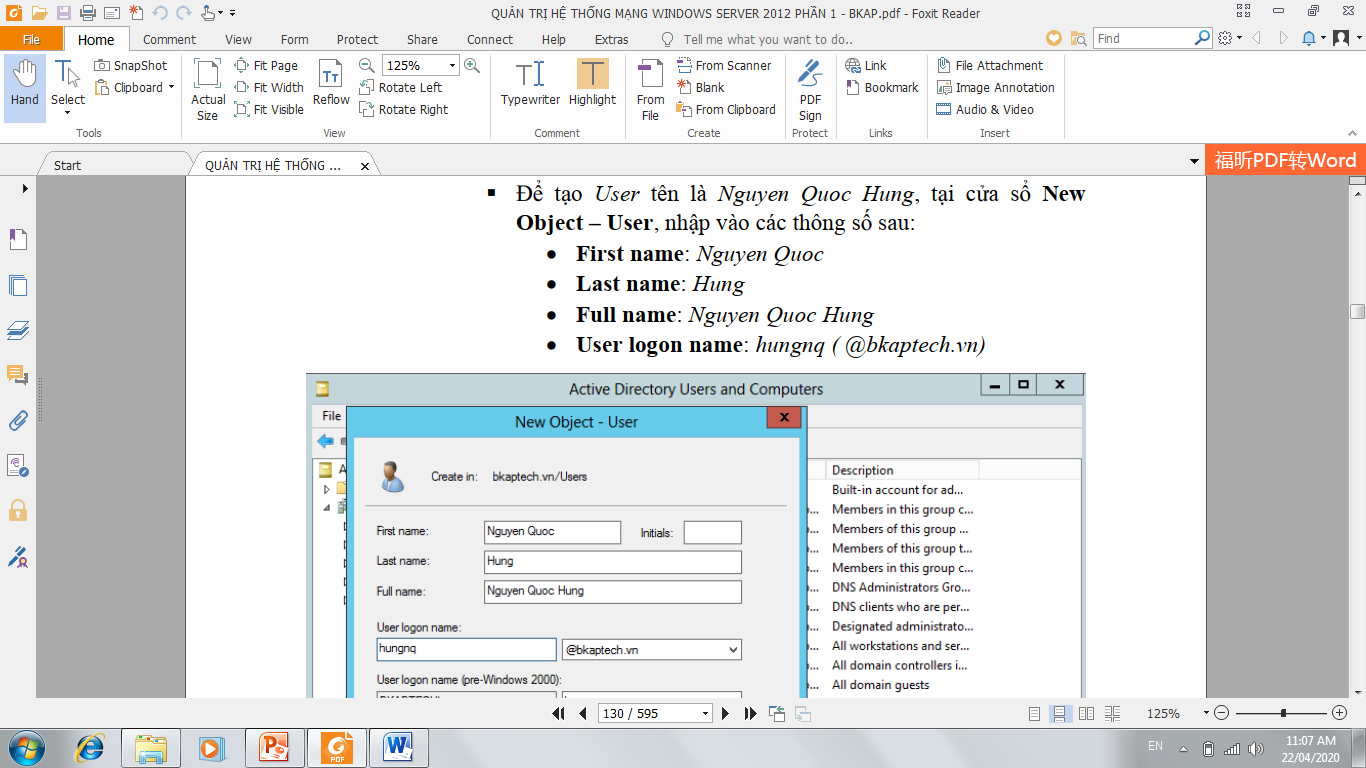 QUẢN TRỊ HỆ THỐNG MẠNG WINDOWS SERVER 2012 PHẦN 1 - BKAP.pdf - Foxit Reader
File Home Comment View Form Protect Share Connect Help Extras Tell me what you want to do.. Find
Hand
Select
SnapShot
Clipboard
Tools
Actual Size
Fit Page
Fit Width
Fit Visible
Reflow
125%
Rotate Left
Rotate Right
View
Typewriter
Highlight
Comment
From File
From Scanner
Blank
From Clipboard
Create
PDF Sign
Protect
Link
Bookmark
Links
File Attachment
Image Annotation
Audio & Video
Insert
Start
QUẢN TRỊ HỆ THỐNG ...
福昕PDF转Word
▪ Để tạo User tên là Nguyen Quoc Hung, tại cửa sổ New
Object – User, nhập vào các thông số sau:
• First name: Nguyen Quoc
• Last name: Hung
• Full name: Nguyen Quoc Hung
• User logon name: hungnq ( @bkaptech.vn)
Active Directory Users and Computers
File
New Object - User
Create in: bkaptech.vn/Users
First name: Nguyen Quoc Initials:
Last name: Hung
Full name: Nguyen Quoc Hung
User logon name:
hungnq @bkaptech.vn
User logon name (pre-Windows 2000):
Description
Built-in account for ad...
Members in this group c...
Members of this group ...
Members of this group t...
Members in this group c...
DNS Administrators Gro...
DNS clients who are per...
Designated administrato...
All workstations and ser...
All domain controllers i...
All domain guests
130 / 595
125%
EN
11:07 AM
22/04/2020